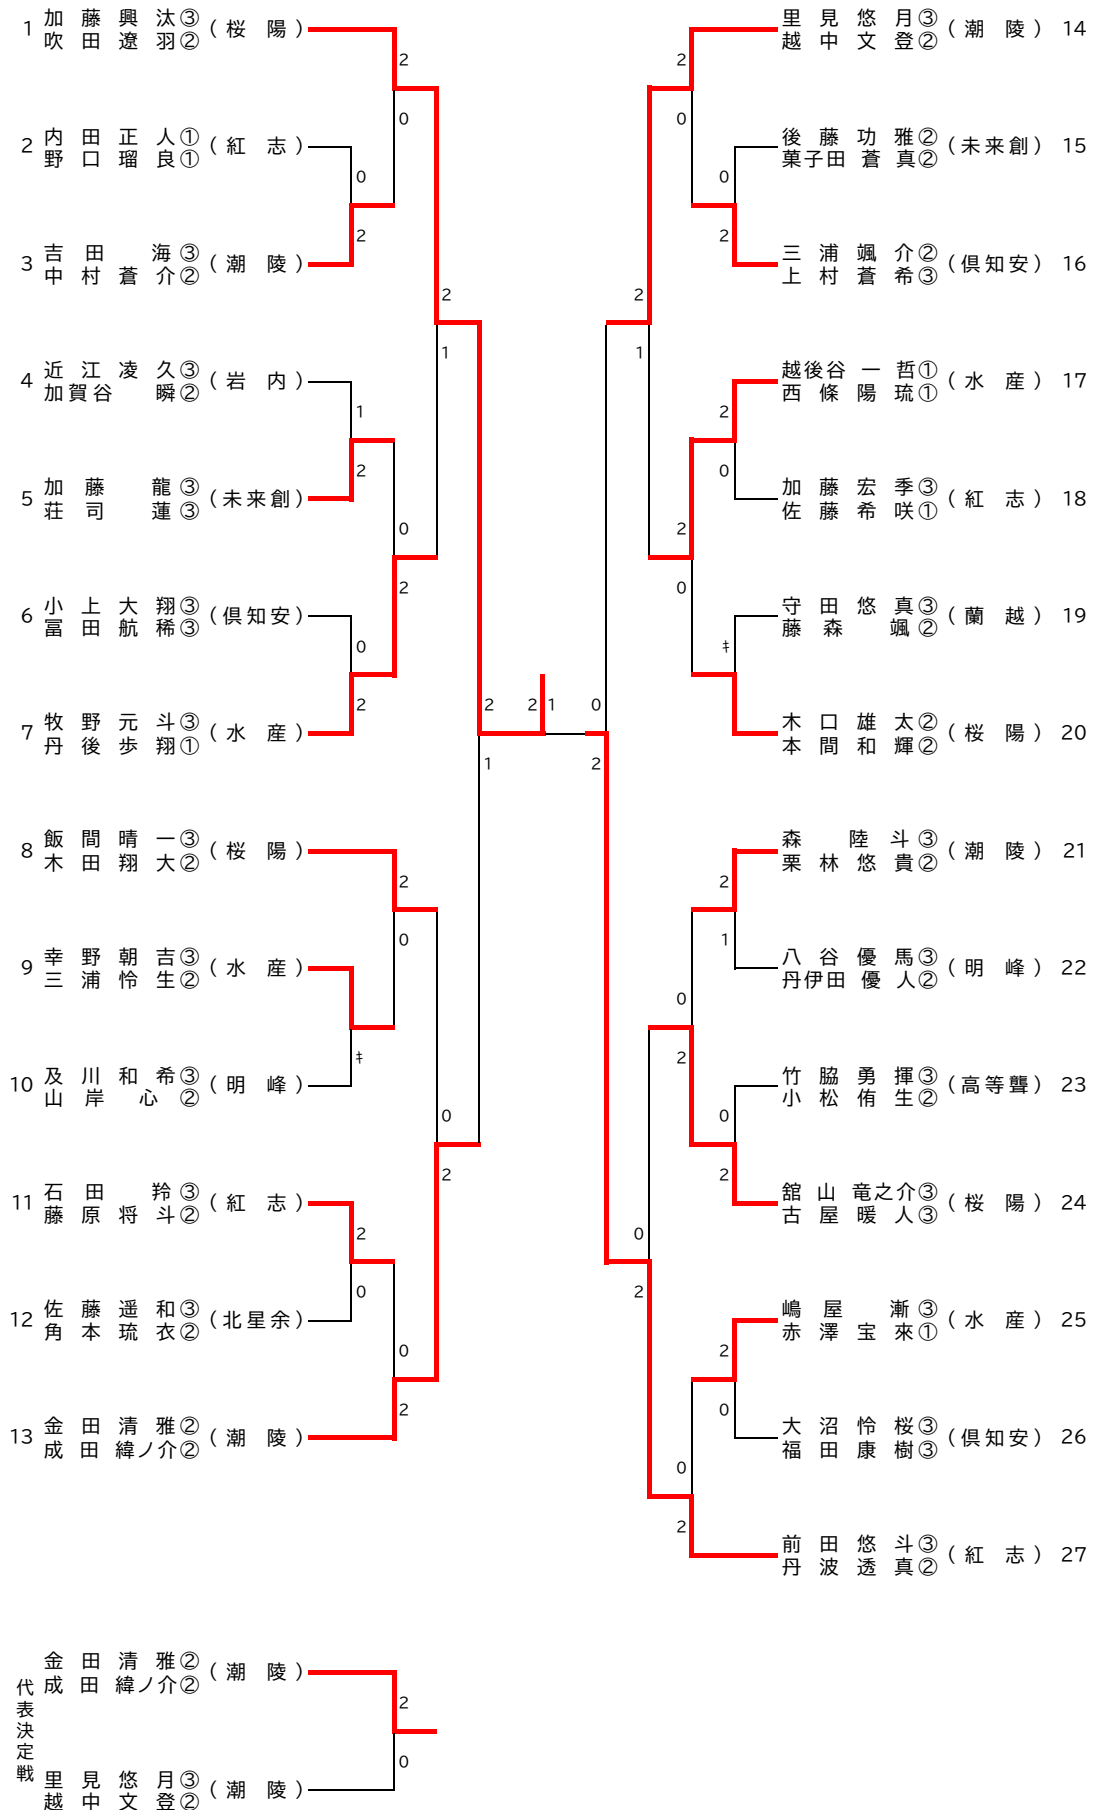 1 加藤興汰③ (桜陽)
吹田遼羽②
2 内田正人① (紅志)
野口瑠良①
3 吉田海③ (潮陵)
中村蒼介②
4 近江凌久③ (岩内)
加賀谷瞬②
5 加藤龍③ (未来創)
荘司蓮③
6 小上大翔③ (倶知安)
冨田航稀③
7 牧野元斗③ (水産)
丹後歩翔①
8 飯間晴一③ (桜陽)
木田翔大②
9 幸野朝吉③ (水産)
三浦怜生②
10 及川和希③ (明峰)
山岸心②
11 石田羚③ (紅志)
藤原将斗②
12 佐藤遥和③ (北星余)
角本琉衣②
13 金田清雅② (潮陵)
成田緯ノ介②
2
0
0
2
2
1
1
2
0
2
0
2
2 2 1 0
1 2
2
0
キ
0
2
2
0
0
2
里見悠月③ (潮陵) 14
越中文登②
後藤功雅② (未来創) 15
菓子田蒼真②
三浦颯介② (倶知安) 16
上村蒼希③
越後谷一哲① (水産) 17
西條陽琉①
加藤宏季③ (紅志) 18
佐藤希咲①
守田悠真③ (蘭越) 19
藤森颯②
木口雄太② (桜陽) 20
本間和輝②
森陸斗③ (潮陵) 21
栗林悠貴②
八谷優馬③ (明峰) 22
丹伊田優人②
竹脇勇揮③ (高等聾) 23
小松侑生②
舘山竜之介③ (桜陽) 24
古屋暖人③
嶋屋漸③ (水産) 25
赤澤宝來①
大沼怜桜③ (倶知安) 26
福田康樹③
前田悠斗③ (紅志) 27
丹波透真②
2
0
0
2
2
1
2
0
2
0
キ
2
1
0
2
0
2
0
2
2
0
0
2
代表決定戦
金田清雅② (潮陵)
成田緯ノ介②
2
0
里見悠月③ (潮陵)
越中文登②